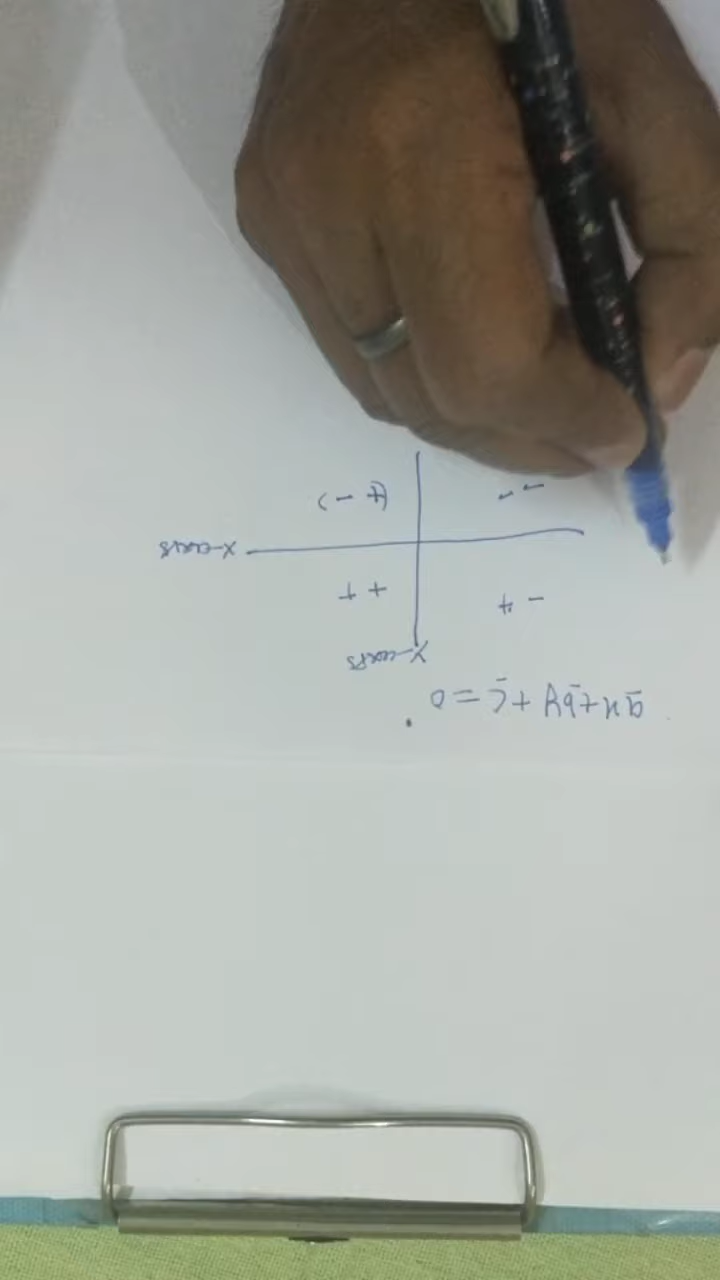 ax+by+c=0
Y-axis
- +
+ +
X-axis
- -
(+ -)